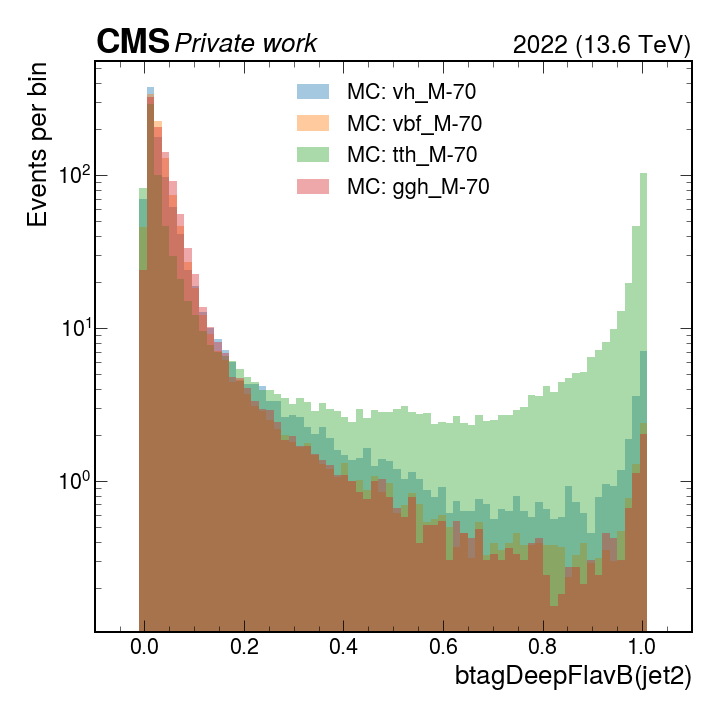 CMS Private work 2022 (13.6 TeV)
Events per bin
MC: vh_M-70
MC: vbf_M-70
MC: tth_M-70
MC: ggh_M-70
10²
10¹
10⁰
0.0 0.2 0.4 0.6 0.8 1.0
btagDeepFlavB(jet2)